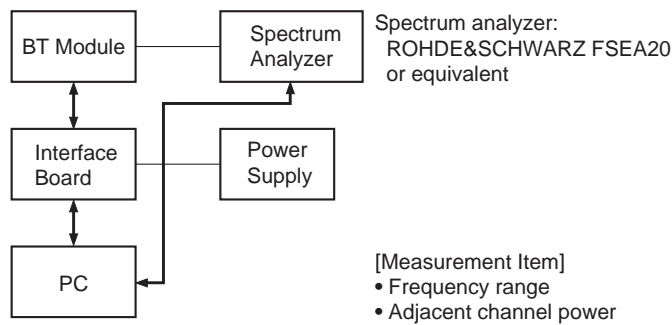 BT Module
Spectrum
Analyzer
Spectrum analyzer:
ROHDE&SCHWARZ FSEA20
or equivalent
Interface
Board
Power
Supply
PC
[Measurement Item]
• Frequency range
• Adjacent channel power